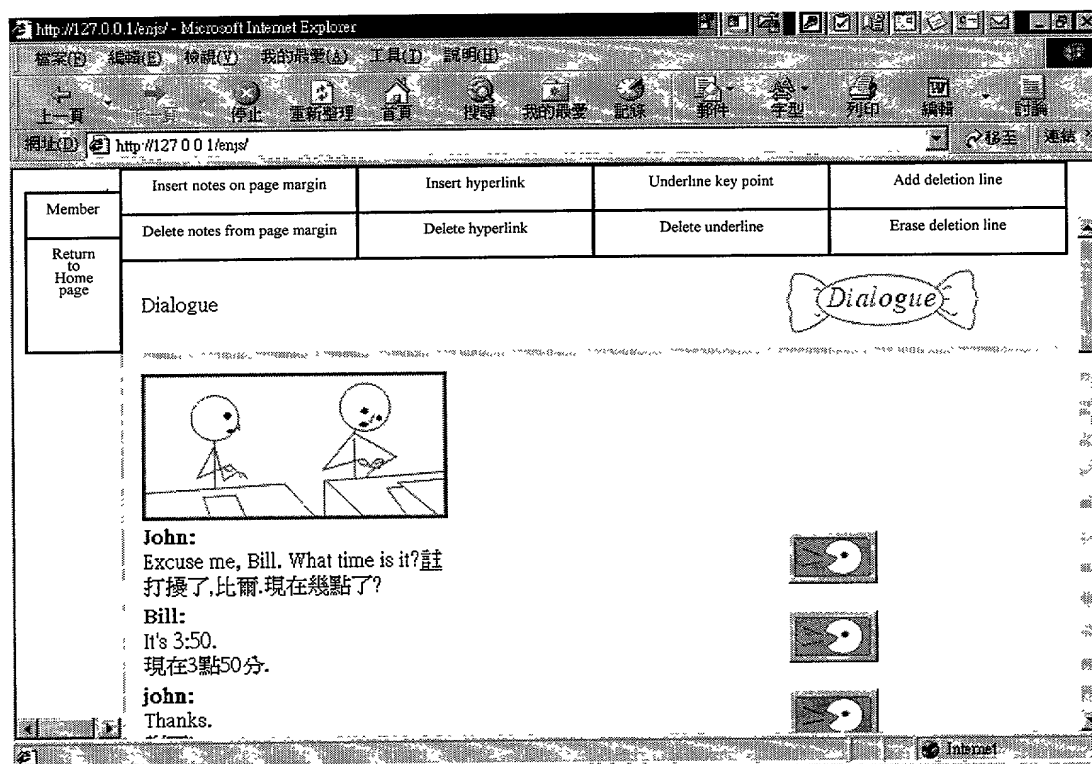 http://127.0.0.1/enjs/ - Microsoft Internet Explorer
檔案(F) 編輯(E) 檢視(V) 我的最愛(A) 工具(T) 說明(H)
上一頁 下一頁 停止 重新整理 首頁 搜尋 我的最愛 記錄 郵件 字型 列印 編輯 討論
網址(D) http://127.0.0.1/enjs/ 移至 連結
Member
Return
to
Home
page
Insert notes on page margin Insert hyperlink Underline key point Add deletion line
Delete notes from page margin Delete hyperlink Delete underline Erase deletion line
Dialogue Dialogue
John:
Excuse me, Bill. What time is it?註
打擾了,比爾.現在幾點了?
Bill:
It's 3:50.
現在3點50分.
john:
Thanks.
Internet